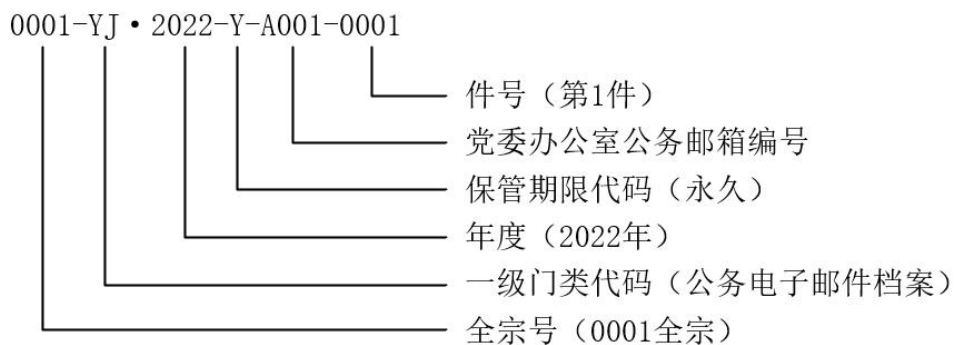 0001-YJ·2022-Y-A001-0001
件号（第1件）
党委办公室公务邮箱编号
保管期限代码（永久）
年度（2022年）
一级门类代码（公务电子邮件档案）
全宗号（0001全宗）